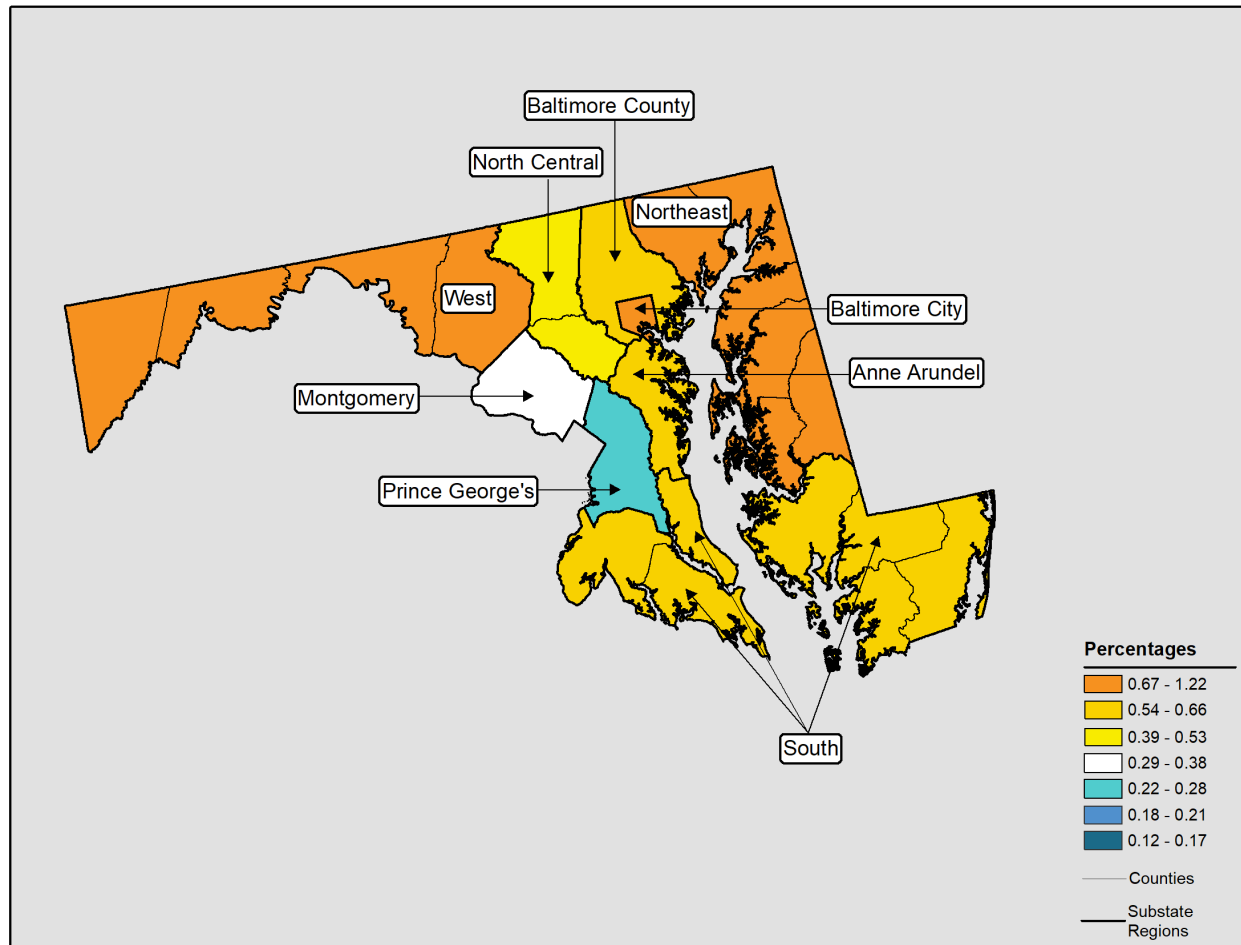 Baltimore County
North Central
Northeast
West
Baltimore City
Anne Arundel
Montgomery
Prince George's
South
Percentages
0.67 - 1.22
0.54 - 0.66
0.39 - 0.53
0.29 - 0.38
0.22 - 0.28
0.18 - 0.21
0.12 - 0.17
Counties
Substate
Regions